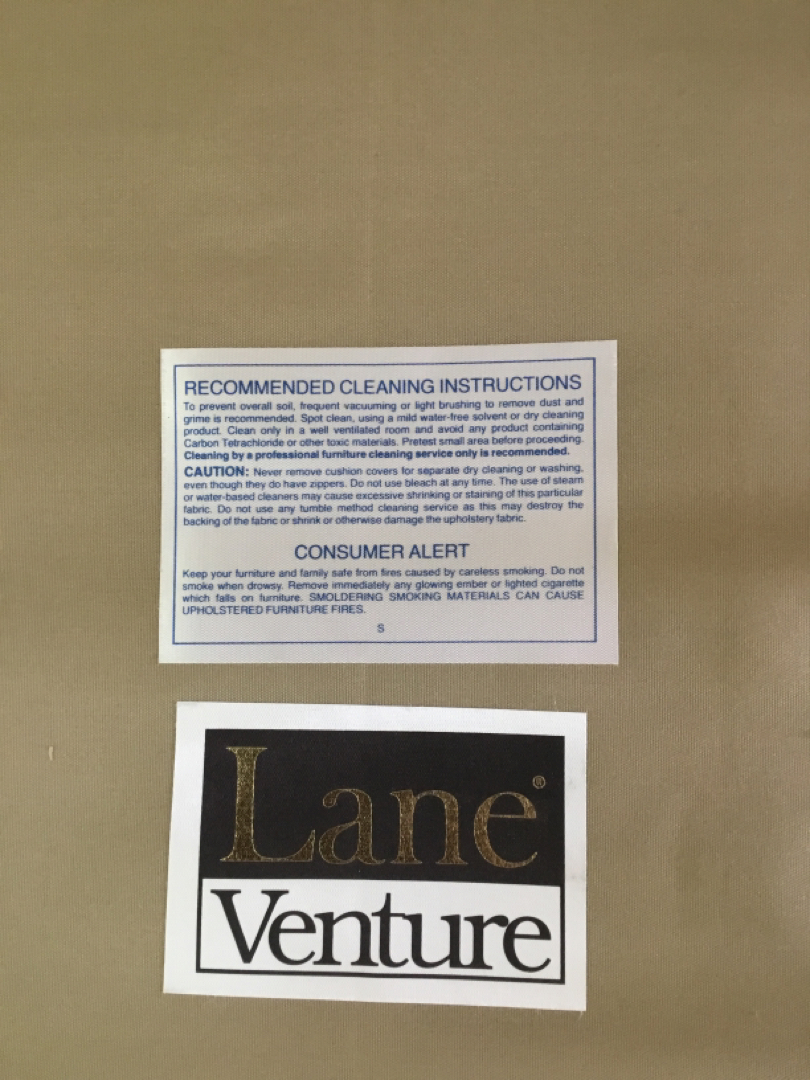 RECOMMENDED CLEANING INSTRUCTIONS
To prevent overall soil, frequent vacuuming or light brushing to remove dust and
grime is recommended. Spot clean, using a mild water-free solvent or dry cleaning
product. Clean only in a well ventilated room and avoid any product containing
Carbon Tetrachloride or other toxic materials. Pretest small area before proceeding.
Cleaning by a professional furniture cleaning service only is recommended.
CAUTION: Never remove cushion covers for separate dry cleaning or washing,
even though they do have zippers. Do not use bleach at any time. The use of steam
or water-based cleaners may cause excessive shrinking or staining of this particular
fabric. Do not use any tumble method cleaning service as this may destroy the
backing of the fabric or shrink or otherwise damage the upholstery fabric.
CONSUMER ALERT
Keep your furniture and family safe from fires caused by careless smoking. Do not
smoke when drowsy. Remove immediately any glowing ember or lighted cigarette
which falls on furniture. SMOLDERING SMOKING MATERIALS CAN CAUSE
UPHOLSTERED FURNITURE FIRES.
S
Lane®
Venture